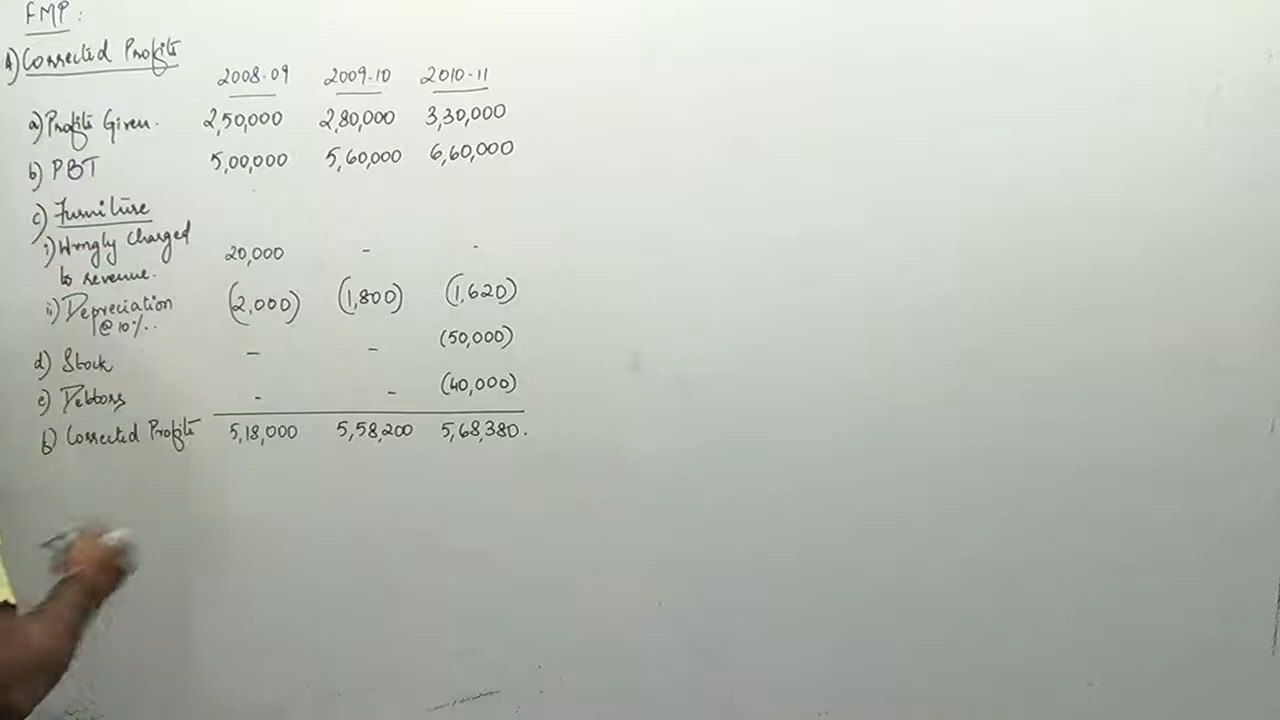 FMP:
A) Corrected Profits
2008-09 2009-10 2010-11
a) Profits Given. 2,50,000 2,80,000 3,30,000
b) PBT 5,00,000 5,60,000 6,60,000
c) Furniture
i) Wrongly Charged
to revenue. 20,000 - -
ii) Depreciation (2,000) (1,800) (1,620)
@ 10%.
d) Stock - - (50,000)
e) Debtors - - (40,000)
f) Corrected Profits 5,18,000 5,58,200 5,68,380.